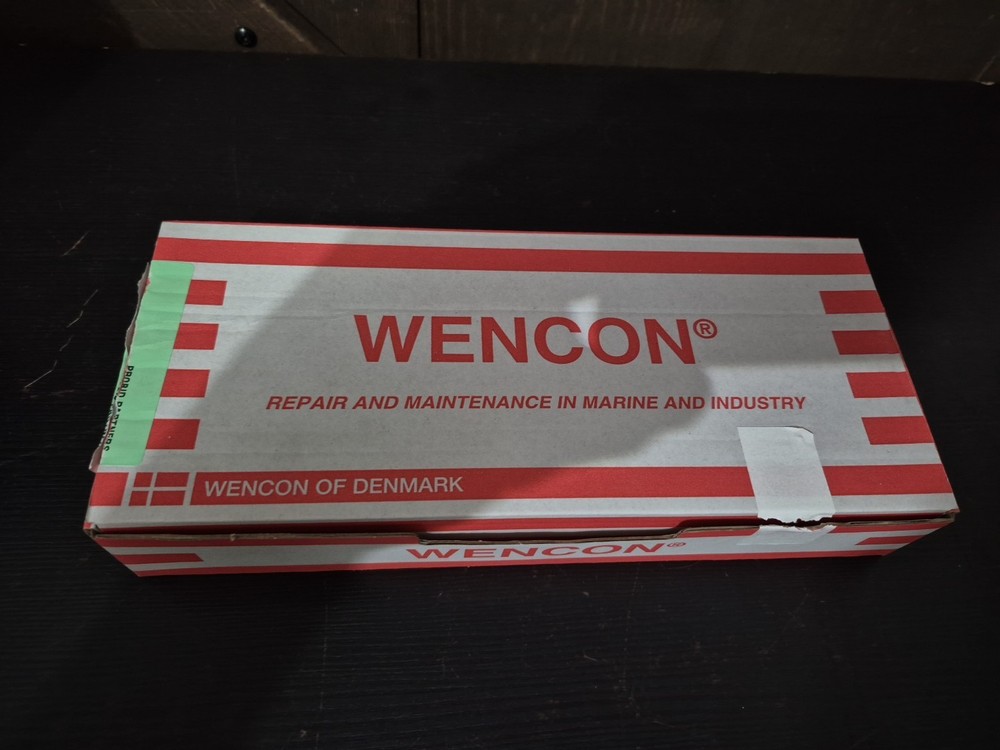 WENCON®
REPAIR AND MAINTENANCE IN MARINE AND INDUSTRY
WENCON OF DENMARK
WENCON®